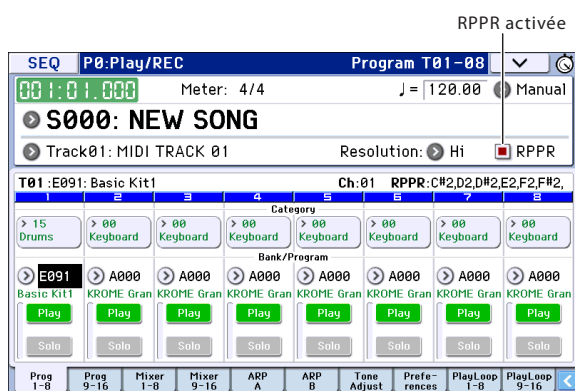 RPPR activée
SEQ P0:Play/REC Program T01-08
001:01.000 Meter: 4/4 ♩= 120.00 Manual
S000: NEW SONG
Track01: MIDI TRACK 01 Resolution: Hi RPPR
T01 :E091: Basic Kit1 Ch:01 RPPR:C#2,D2,D#2,E2,F2,F#2,
1 2 3 4 5 6 7 8
Category
> 15 > 00 > 00 > 00 > 00 > 00 > 00 > 00
Drums Keyboard Keyboard Keyboard Keyboard Keyboard Keyboard Keyboard
Bank/Program
E091 A000 A000 A000 A000 A000 A000 A000
Basic Kit1 KROME Gran KROME Gran KROME Gran KROME Gran KROME Gran KROME Gran KROME Gran
Play Play Play Play Play Play Play Play
Solo Solo Solo Solo Solo Solo Solo Solo
Prog Prog Mixer Mixer ARP ARP Tone Prefe- PlayLoop PlayLoop
1-8 9-16 1-8 9-16 A B Adjust rences 1-8 9-16